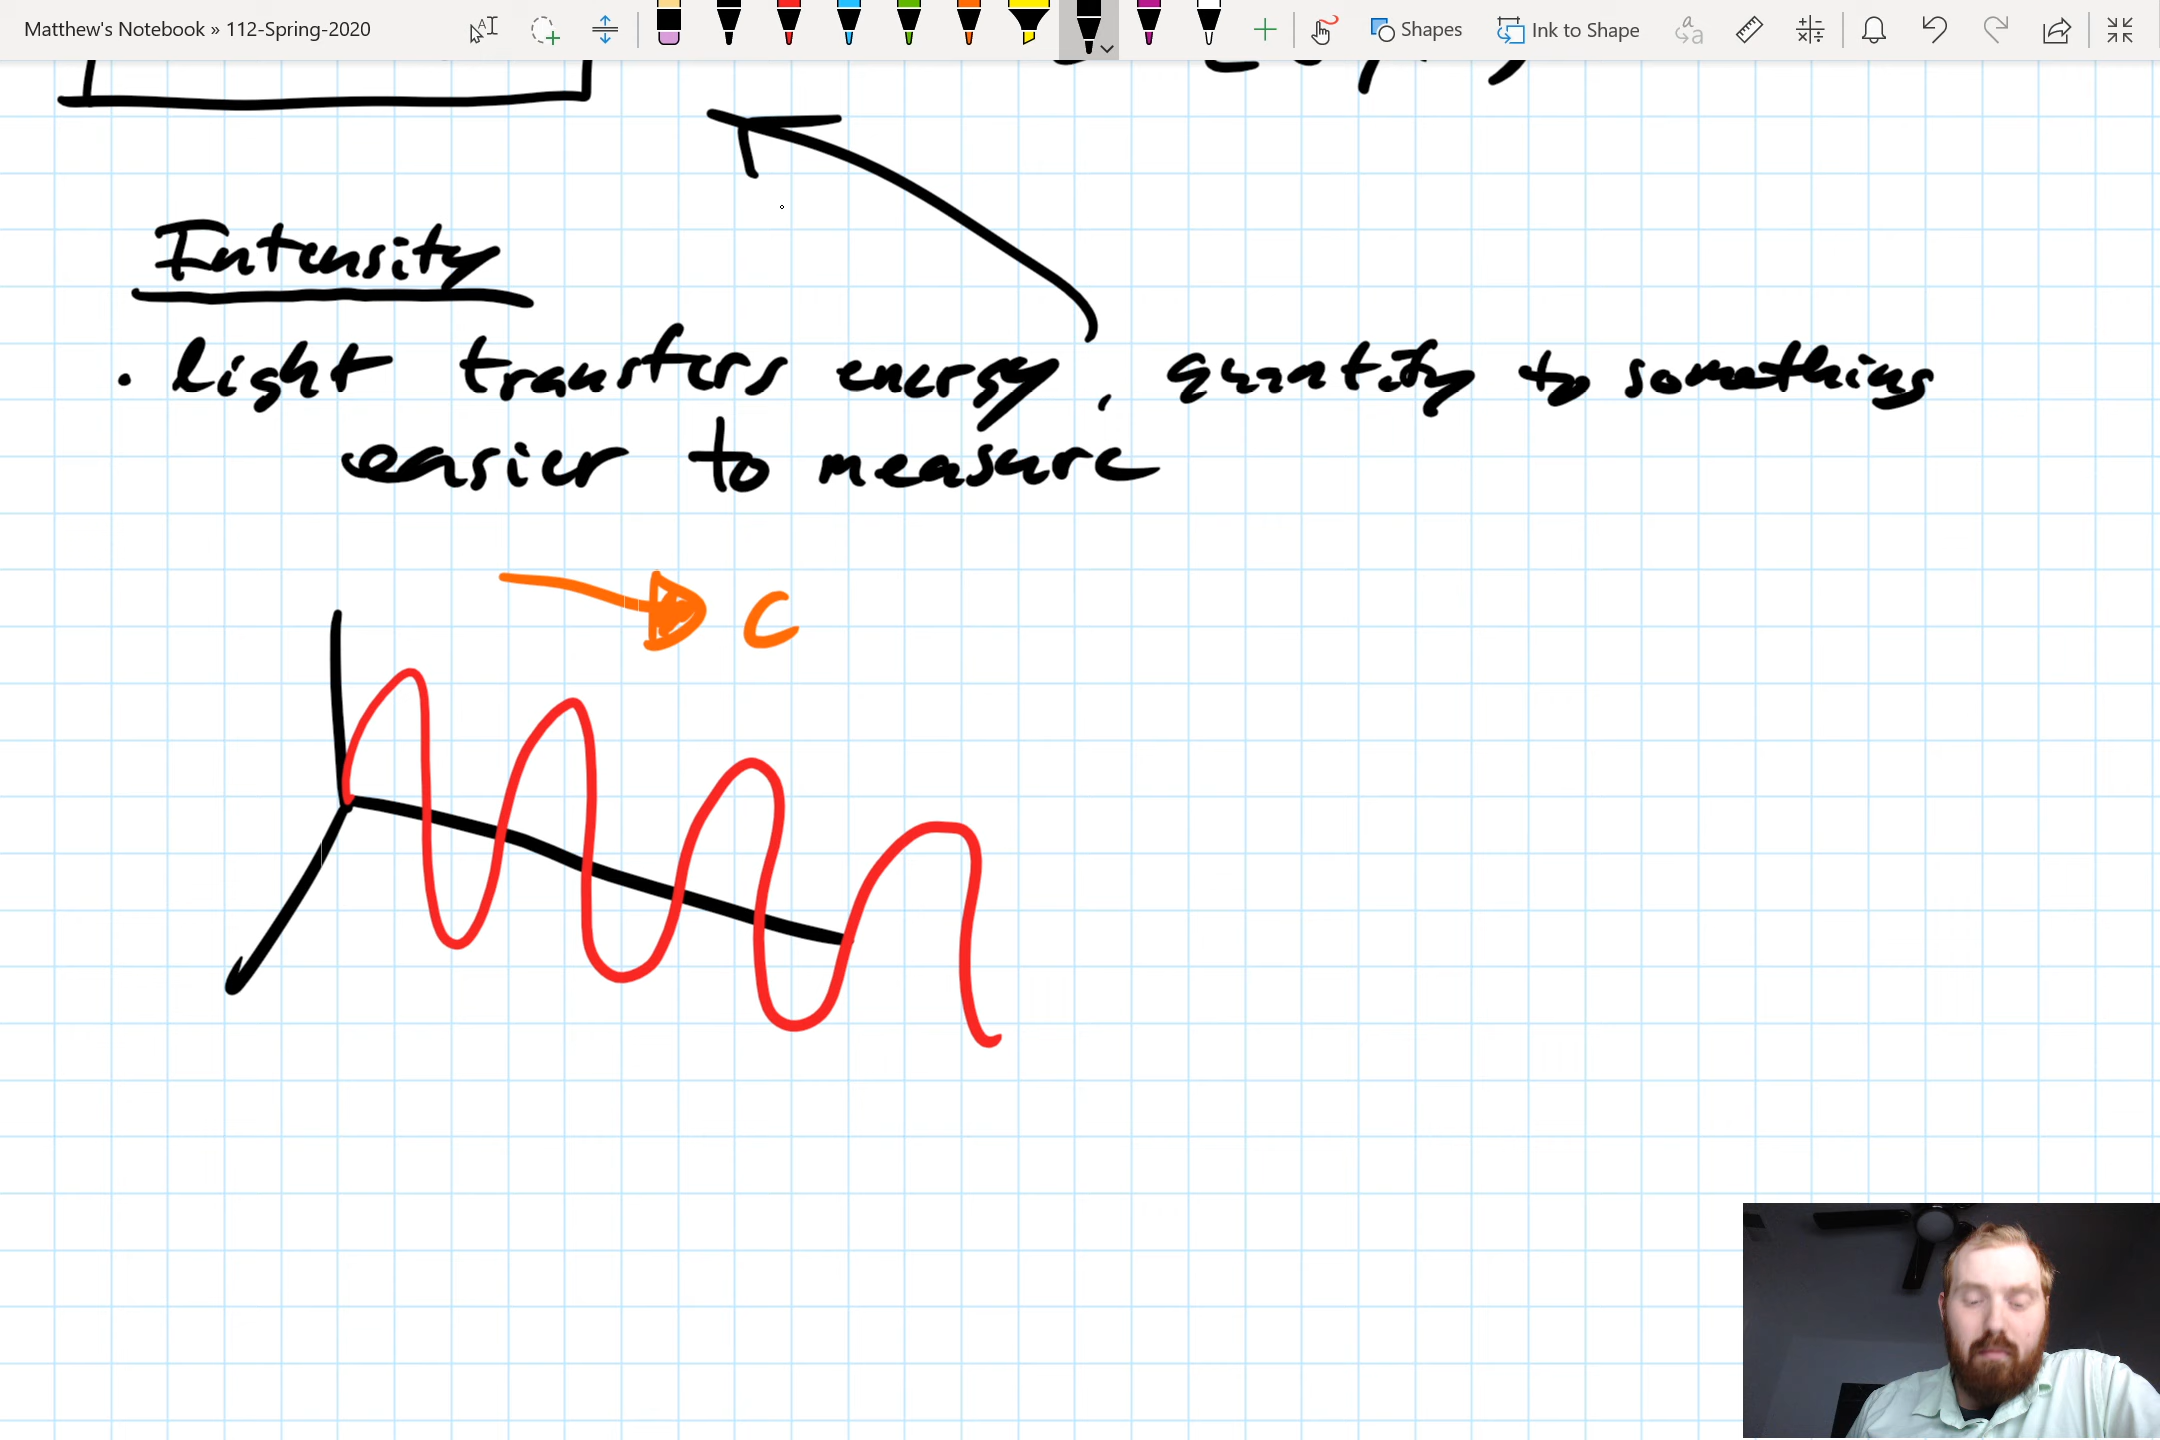 Matthew's Notebook » 112-Spring-2020
Shapes
Ink to Shape
Intensity
. light transfers energy, quantity to something
easier to measure
c